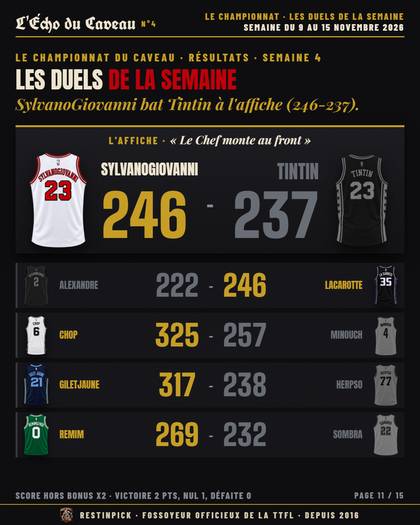 L'Écho du Caveau N°4
LE CHAMPIONNAT · LES DUELS DE LA SEMAINE
SEMAINE DU 9 AU 15 NOVEMBRE 2026
LE CHAMPIONNAT DU CAVEAU · RÉSULTATS · SEMAINE 4
LES DUELS DE LA SEMAINE
SylvanoGiovanni bat Tintin à l'affiche (246-237).
L'AFFICHE · « Le Chef monte au front »
SYLVANOGIOVANNI
23
SYLVANOGIOVANNI
246 - 237
TINTIN
TINTIN
23
2
ALEXANDRE
222 - 246
LACAROTTE
35
CHOP
6
CHOP
325 - 257
MINOUCH
4
21
GILETJAUNE
317 - 238
HERPSO
77
0
REMIM
269 - 232
SOMBRA
22
SCORE HORS BONUS X2 · VICTOIRE 2 PTS, NUL 1, DÉFAITE 0
PAGE 11 / 15
RESTINPICK · FOSSOYEUR OFFICIEUX DE LA TTFL · DEPUIS 2016